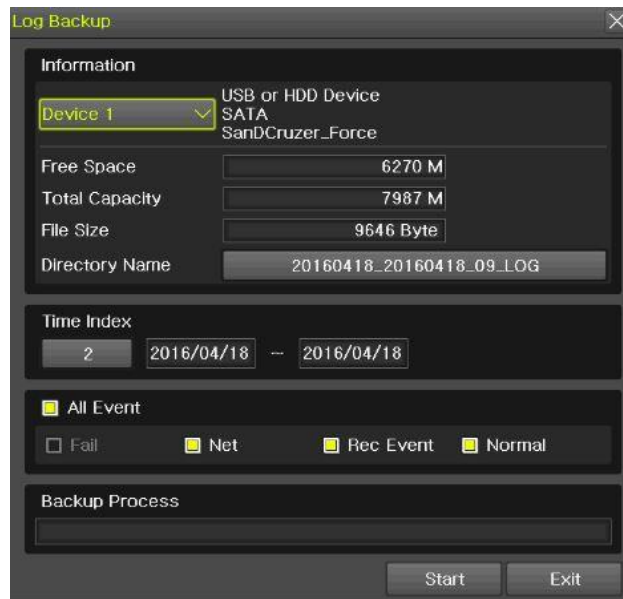 Log Backup
Information
Device 1
USB or HDD Device
SATA
SanDCruzer_Force
Free Space 6270 M
Total Capacity 7987 M
File Size 9646 Byte
Directory Name 20160418_20160418_09_LOG
Time Index
2 2016/04/18 - 2016/04/18
All Event
Fail Net Rec Event Normal
Backup Process
Start Exit